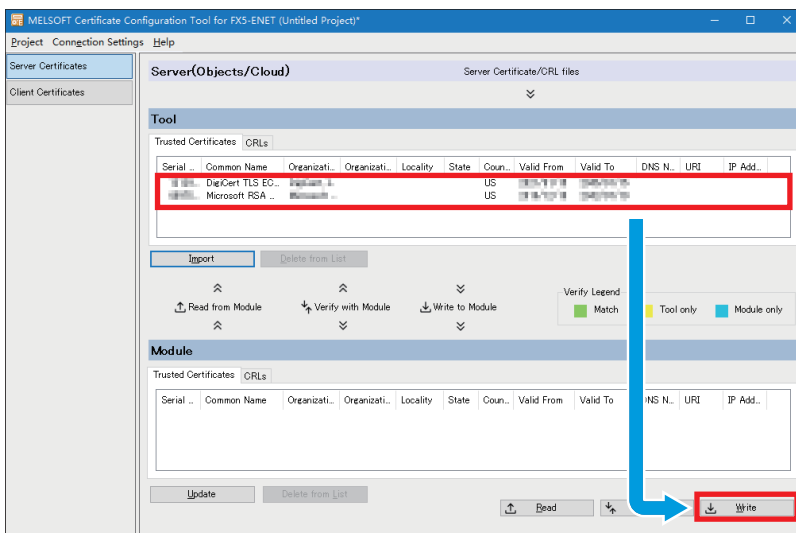 MELSOFT Certificate Configuration Tool for FX5-ENET (Untitled Project)*
Project Connection Settings Help
Server Certificates
Client Certificates
Server(Objects/Cloud)
Server Certificate/CRL files
Tool
Trusted Certificates CRLs
Serial .. Common Name Organizati.. Organizati.. Locality State Coun.. Valid From Valid To DNS N.. URI IP Add..
DigiCert TLS EC.. US
Microsoft RSA .. US
Import Delete from List
Read from Module Verify with Module Write to Module
Verify Legend
Match Tool only Module only
Module
Trusted Certificates CRLs
Serial .. Common Name Organizati.. Organizati.. Locality State Coun.. Valid From Valid To NS N.. URI IP Add..
Update Delete from List
Read Write